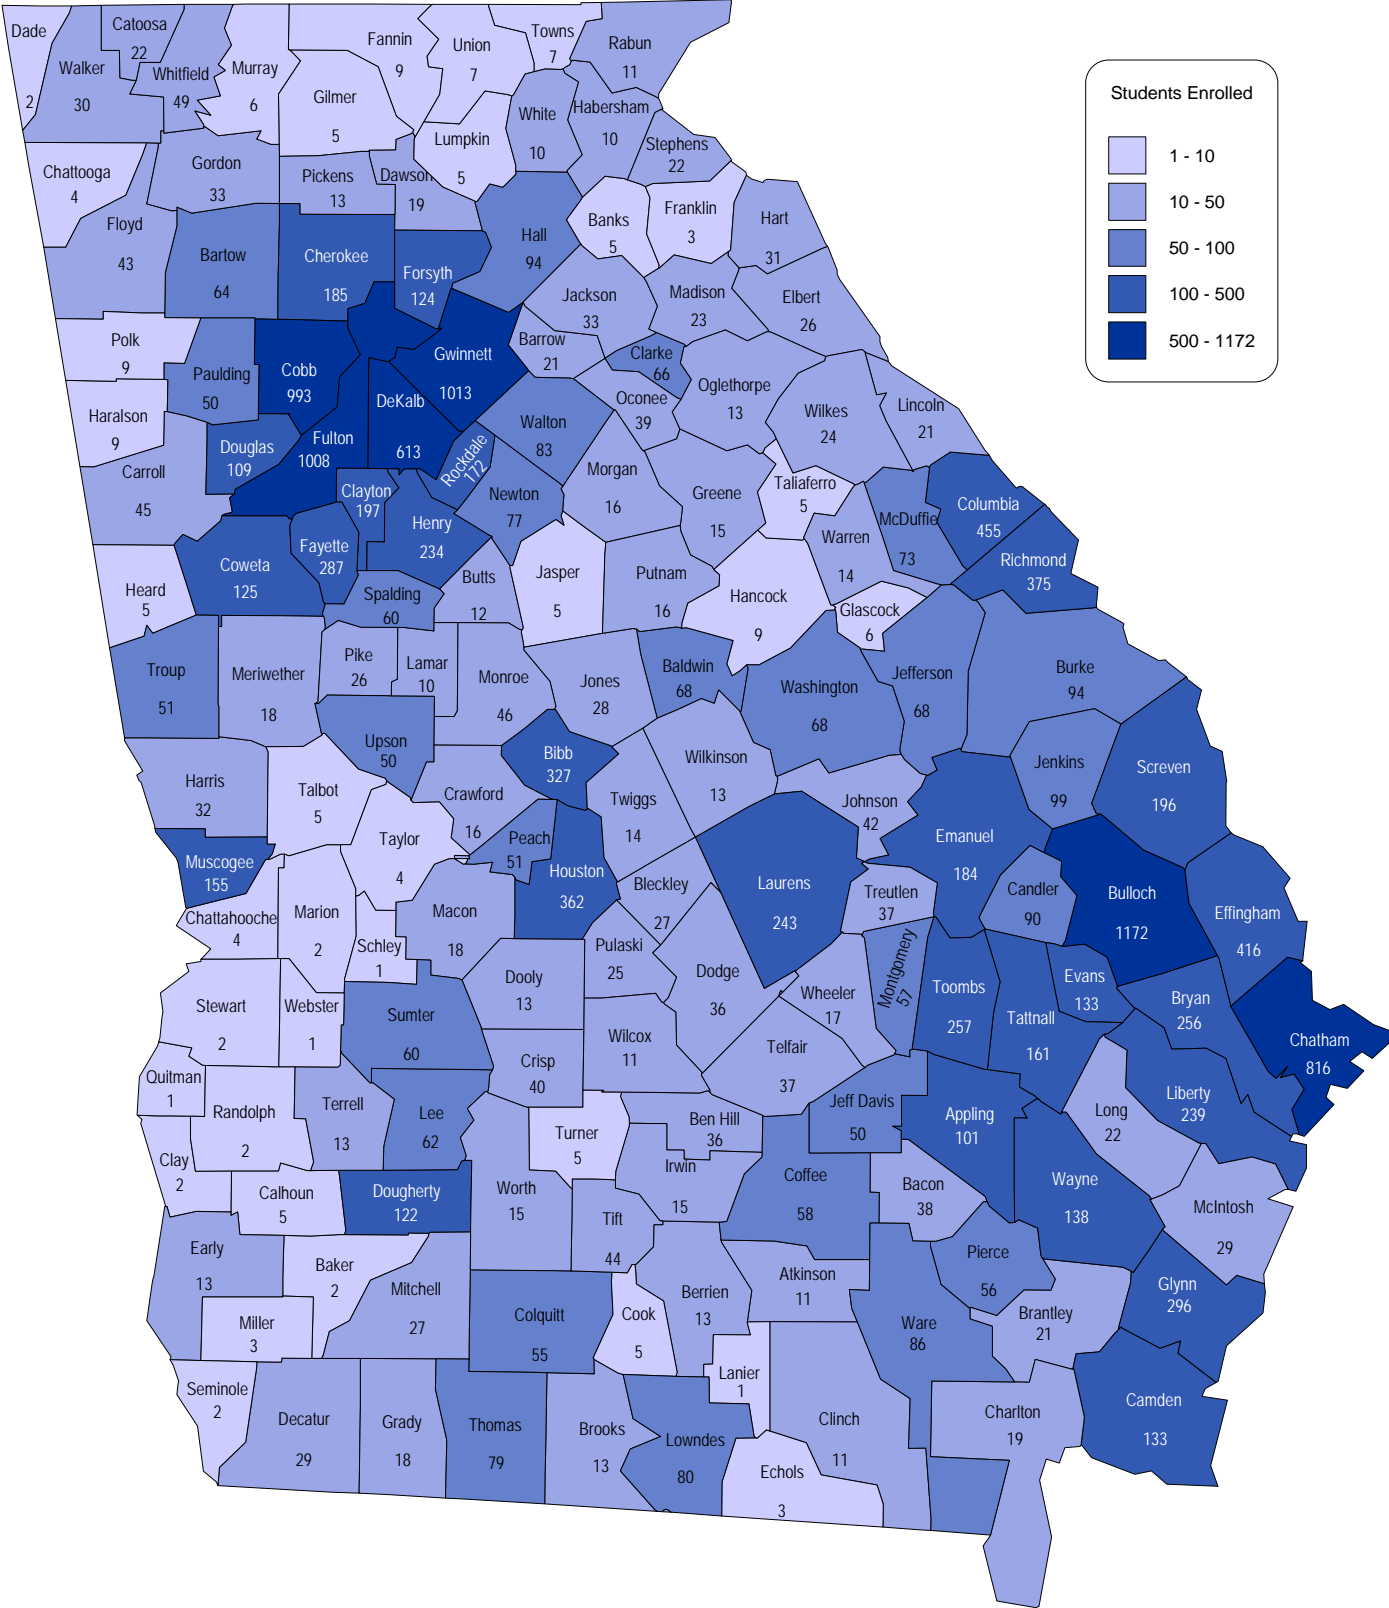 Students Enrolled
1 - 10
10 - 50
50 - 100
100 - 500
500 - 1172
Dade
2
Catoosa
22
Walker
30
Whitfield
49
Murray
6
Fannin
9
Gilmer
5
Union
7
Towns
7
Rabun
11
White
10
Habersham
10
Lumpkin
5
Stephens
22
Chattooga
4
Gordon
33
Pickens
13
Dawson
19
Floyd
43
Bartow
64
Cherokee
185
Forsyth
124
Hall
94
Banks
5
Franklin
3
Hart
31
Jackson
33
Madison
23
Elbert
26
Polk
9
Paulding
50
Cobb
993
Gwinnett
1013
Barrow
21
Clarke
66
Oglethorpe
13
Oconee
39
Wilkes
24
Lincoln
21
Haralson
9
Douglas
109
Fulton
1008
DeKalb
613
Rockdale
172
Walton
83
Carroll
45
Clayton
197
Henry
234
Newton
77
Morgan
16
Greene
15
Taliaferro
5
McDuffie
73
Columbia
455
Richmond
375
Warren
14
Heard
5
Coweta
125
Fayette
287
Spalding
60
Butts
12
Jasper
5
Putnam
16
Hancock
9
Glascock
6
Troup
51
Meriwether
18
Pike
26
Lamar
10
Monroe
46
Jones
28
Baldwin
68
Washington
68
Jefferson
68
Burke
94
Upson
50
Bibb
327
Wilkinson
13
Jenkins
99
Screven
196
Harris
32
Talbot
5
Crawford
16
Twiggs
14
Johnson
42
Emanuel
184
Taylor
4
Peach
51
Houston
362
Muscogee
155
Bleckley
27
Laurens
243
Treutlen
37
Candler
90
Bulloch
1172
Effingham
416
Chattahooche
4
Marion
2
Schley
1
Macon
18
Pulaski
25
Dodge
36
Montgomery
57
Dooly
13
Wheeler
17
Toombs
257
Tattnall
161
Evans
133
Bryan
256
Chatham
816
Stewart
2
Webster
1
Sumter
60
Crisp
40
Wilcox
11
Telfair
37
Quitman
1
Randolph
2
Terrell
13
Lee
62
Turner
5
Ben Hill
36
Jeff Davis
50
Appling
101
Long
22
Liberty
239
Clay
2
Calhoun
5
Dougherty
122
Worth
15
Tift
44
Irwin
15
Coffee
58
Bacon
38
Wayne
138
McIntosh
29
Early
13
Baker
2
Mitchell
27
Miller
3
Colquitt
55
Cook
5
Berrien
13
Atkinson
11
Pierce
56
Ware
86
Brantley
21
Glynn
296
Seminole
2
Decatur
29
Grady
18
Thomas
79
Brooks
13
Lowndes
80
Lanier
1
Clinch
11
Echols
3
Charlton
19
Camden
133